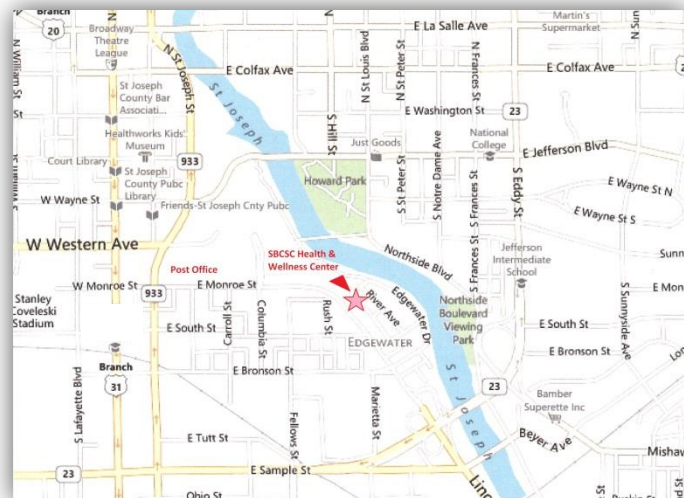 Branch
20
Broadway
Theatre
League
N William St
N St Joseph St
St Joseph
E La Salle Ave
Martin's
Supermarket
E Colfax Ave
E Colfax Ave
N St Louis Blvd
N St Peter St
N Frances St
St Joseph
County Bar
Associati...
S Hill St
E Washington St
23
Healthworks Kids'
Museum
Just Goods
National
College
Court Library
933
E Jefferson Blvd
St Joseph
County Pubc
Library
Howard Park
S St Peter St
S Notre Dame Ave
S Frances St
S Eddy St
E Wayne St N
W Wayne St
Friends-St Joseph Cnty Pubc
E Wayne St S
W Western Ave
SBCSC Health &
Wellness Center
Northside Blvd
S Frances St
Jefferson
Intermediate
School
Sunn
Post Office
W Monroe St
933
E Monroe St
River Ave
Edgewater Dr
Northside
Boulevard
Viewing
Park
E Mon
Stanley
Coveleski
Stadium
Carroll St
Columbia St
Rush St
E South St
EDGEWATER
E South St
S Sunnyside Ave
E Bronson St
E Bronson St
Branch
31
S Lafayette Blvd
St Joseph
23
Bamber
Superette Inc
Fellows St
Marietta St
Beyer Ave
E Tutt St
Mishaw
23
E Sample St
Linc
Ohio St